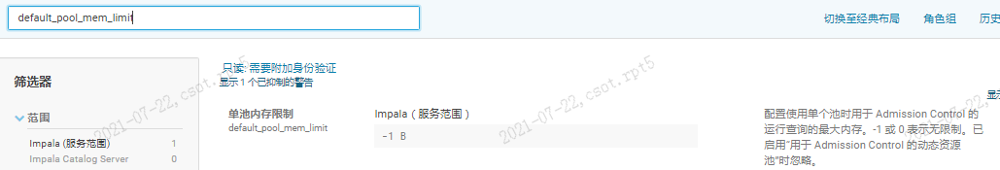 default_pool_mem_limit
切换至经典布局 角色组 历史
筛选器
范围
Impala (服务范围) 1
Impala Catalog Server 0
只读: 需要附加身份验证
显示 1 个已抑制的警告
显示
单池内存限制
default_pool_mem_limit
Impala（服务范围）
-1 B
配置使用单个池时用于 Admission Control 的
运行查询的最大内存。-1 或 0 表示无限制。已
启用"用于 Admission Control 的动态资源
池"时忽略。
2021-07-22,csot.rpt5
2021-07-22,csot.rpt5
2021-07-22